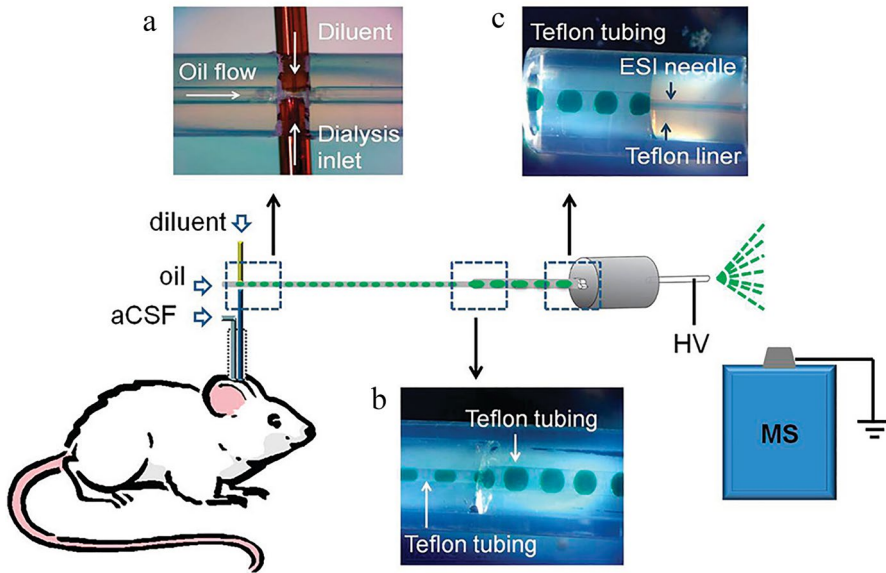 a
Diluent
Oil flow
Dialysis
inlet
c
Teflon tubing
ESI needle
Teflon liner
diluent
oil
aCSF
HV
b
Teflon tubing
Teflon tubing
MS